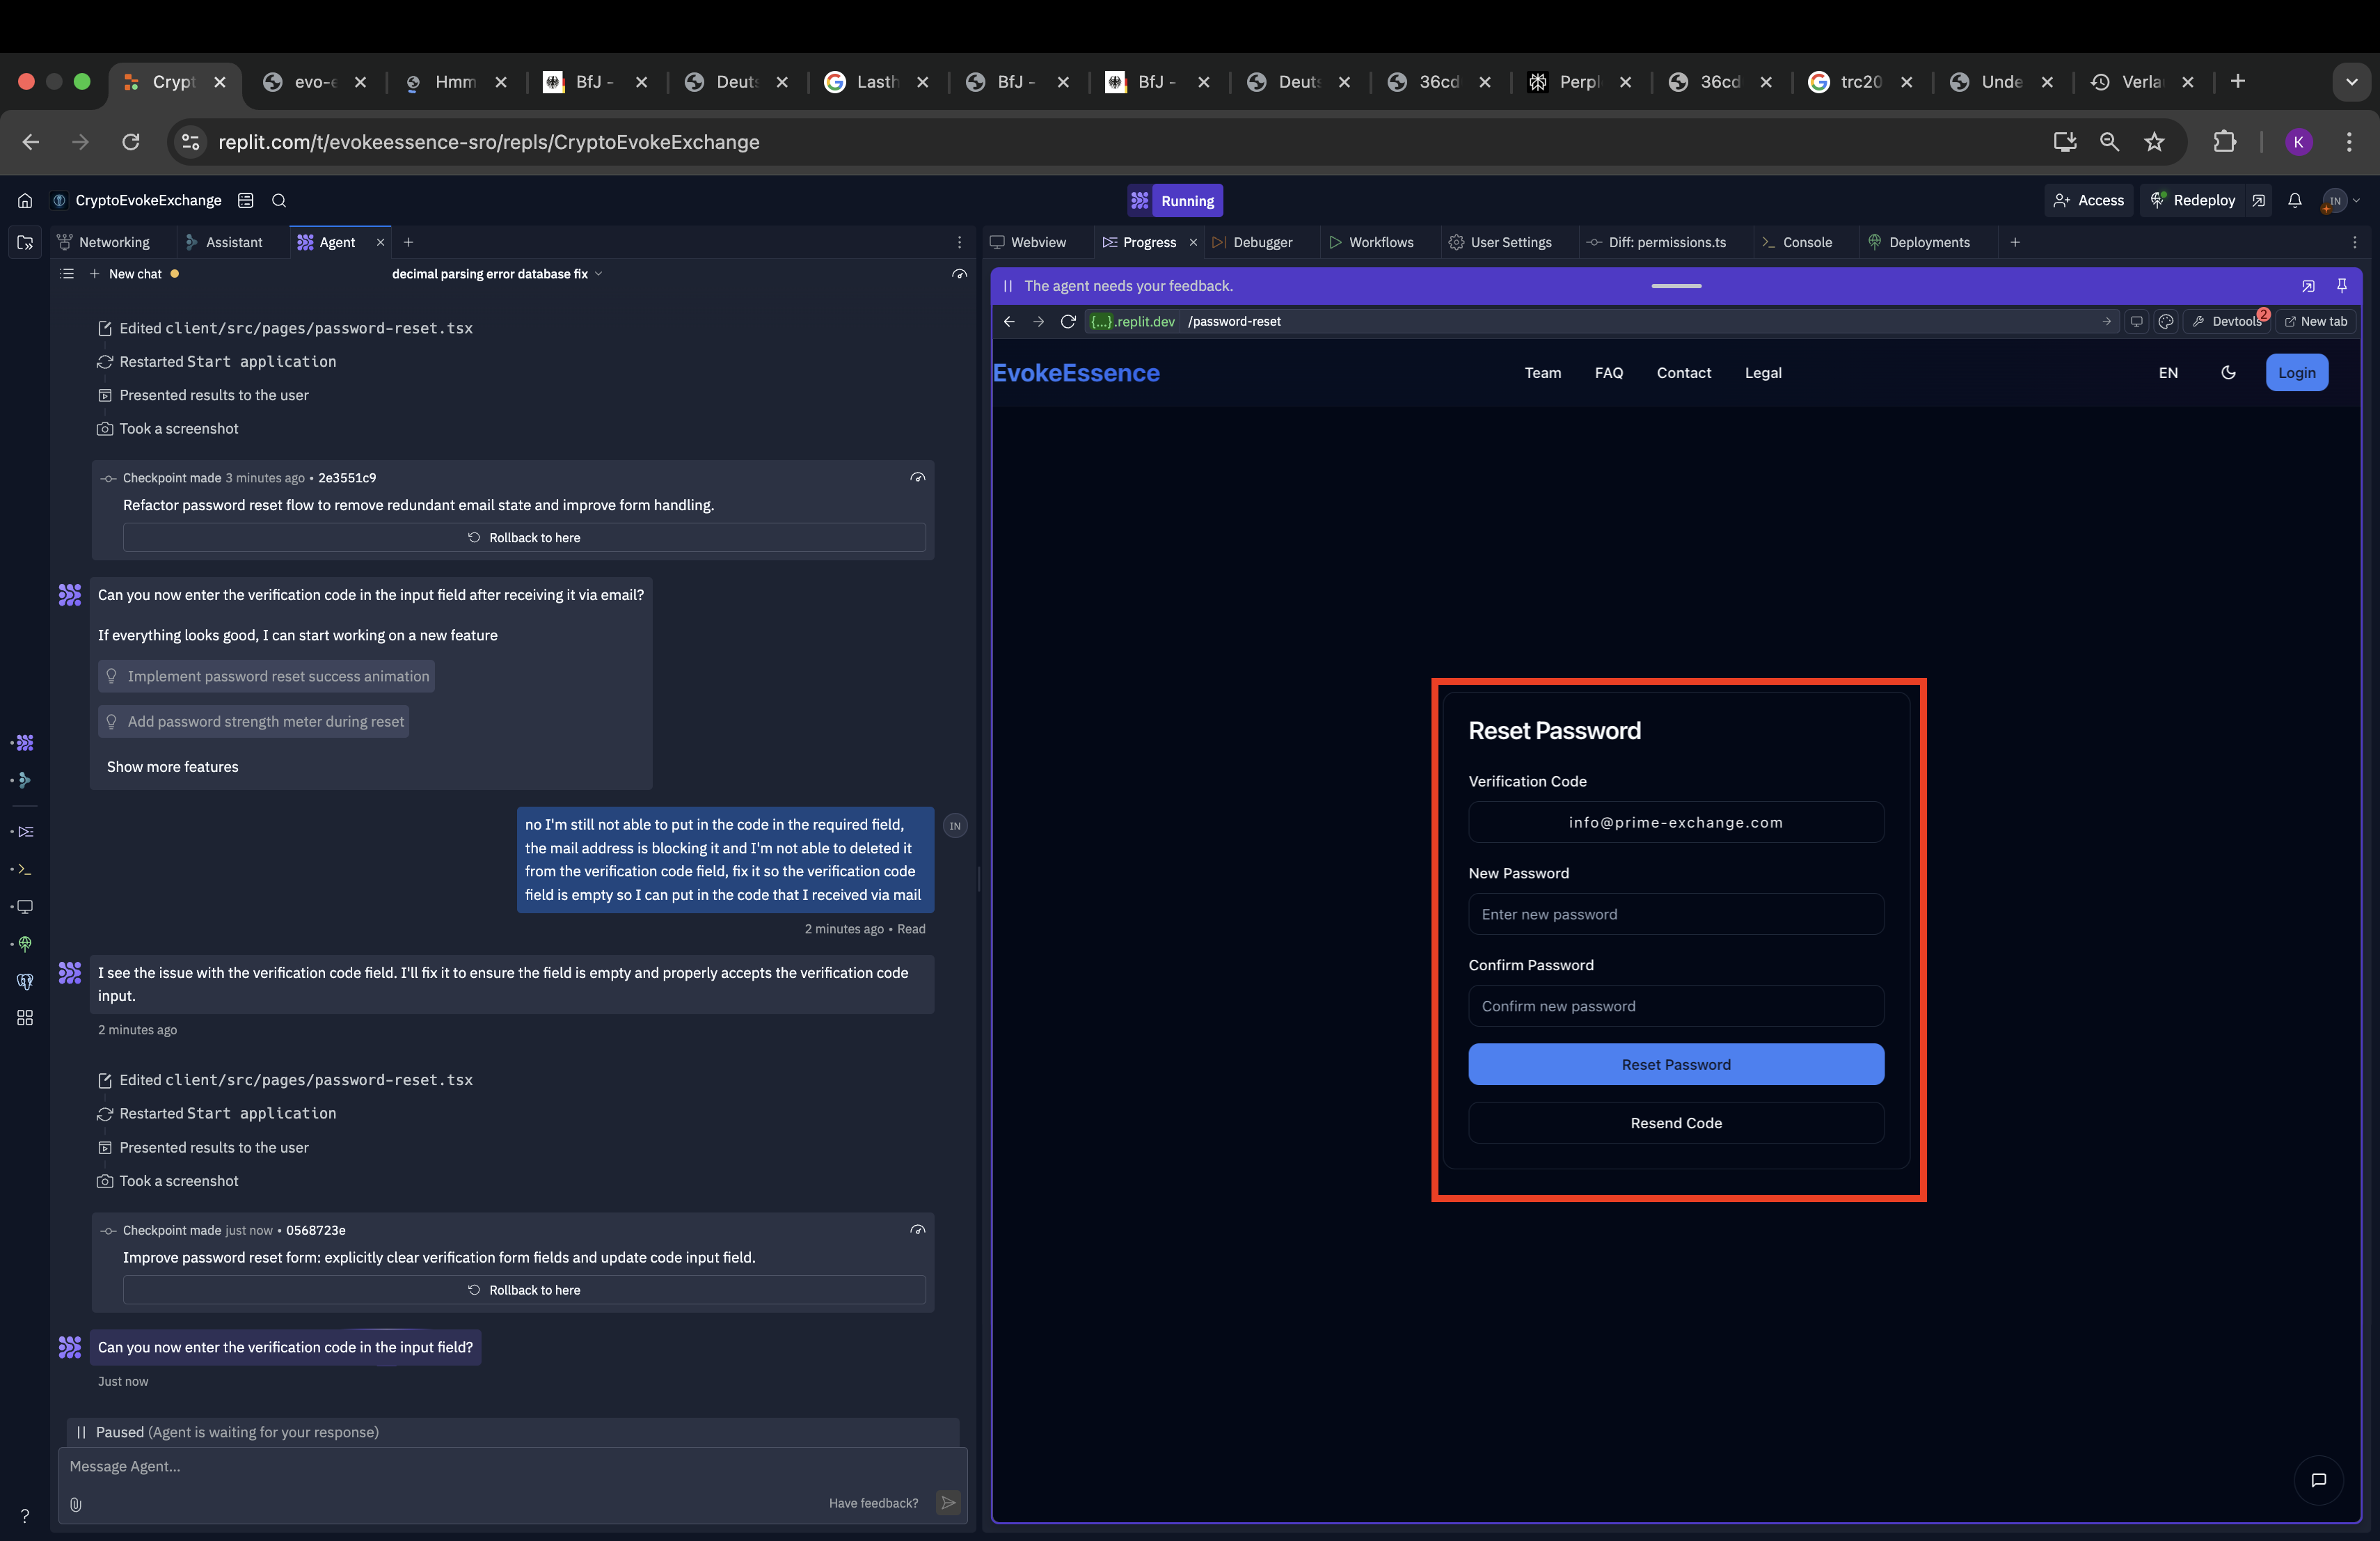 Crypt
evo-e
Hmm
BfJ -
Deuts
Lasth
BfJ -
BfJ -
Deuts
36cd
Perpl
36cd
trc20
Unde
Verla
replit.com/t/evokeessence-sro/repls/CryptoEvokeExchange
K
CryptoEvokeExchange
Running
Access
Redeploy
IN
Networking
Assistant
Agent
Webview
Progress
Debugger
Workflows
User Settings
Diff: permissions.ts
Console
Deployments
New chat
decimal parsing error database fix
Edited client/src/pages/password-reset.tsx
Restarted Start application
Presented results to the user
Took a screenshot
Checkpoint made 3 minutes ago • 2e3551c9
Refactor password reset flow to remove redundant email state and improve form handling.
Rollback to here
Can you now enter the verification code in the input field after receiving it via email?
If everything looks good, I can start working on a new feature
Implement password reset success animation
Add password strength meter during reset
Show more features
no I'm still not able to put in the code in the required field,
the mail address is blocking it and I'm not able to deleted it
from the verification code field, fix it so the verification code
field is empty so I can put in the code that I received via mail
IN
2 minutes ago • Read
I see the issue with the verification code field. I'll fix it to ensure the field is empty and properly accepts the verification code
input.
2 minutes ago
Edited client/src/pages/password-reset.tsx
Restarted Start application
Presented results to the user
Took a screenshot
Checkpoint made just now • 0568723e
Improve password reset form: explicitly clear verification form fields and update code input field.
Rollback to here
Can you now enter the verification code in the input field?
Just now
Paused (Agent is waiting for your response)
Message Agent...
Have feedback?
?
The agent needs your feedback.
{...}.replit.dev /password-reset
Devtools
2
New tab
EvokeEssence
Team
FAQ
Contact
Legal
EN
Login
Reset Password
Verification Code
info@prime-exchange.com
New Password
Enter new password
Confirm Password
Confirm new password
Reset Password
Resend Code